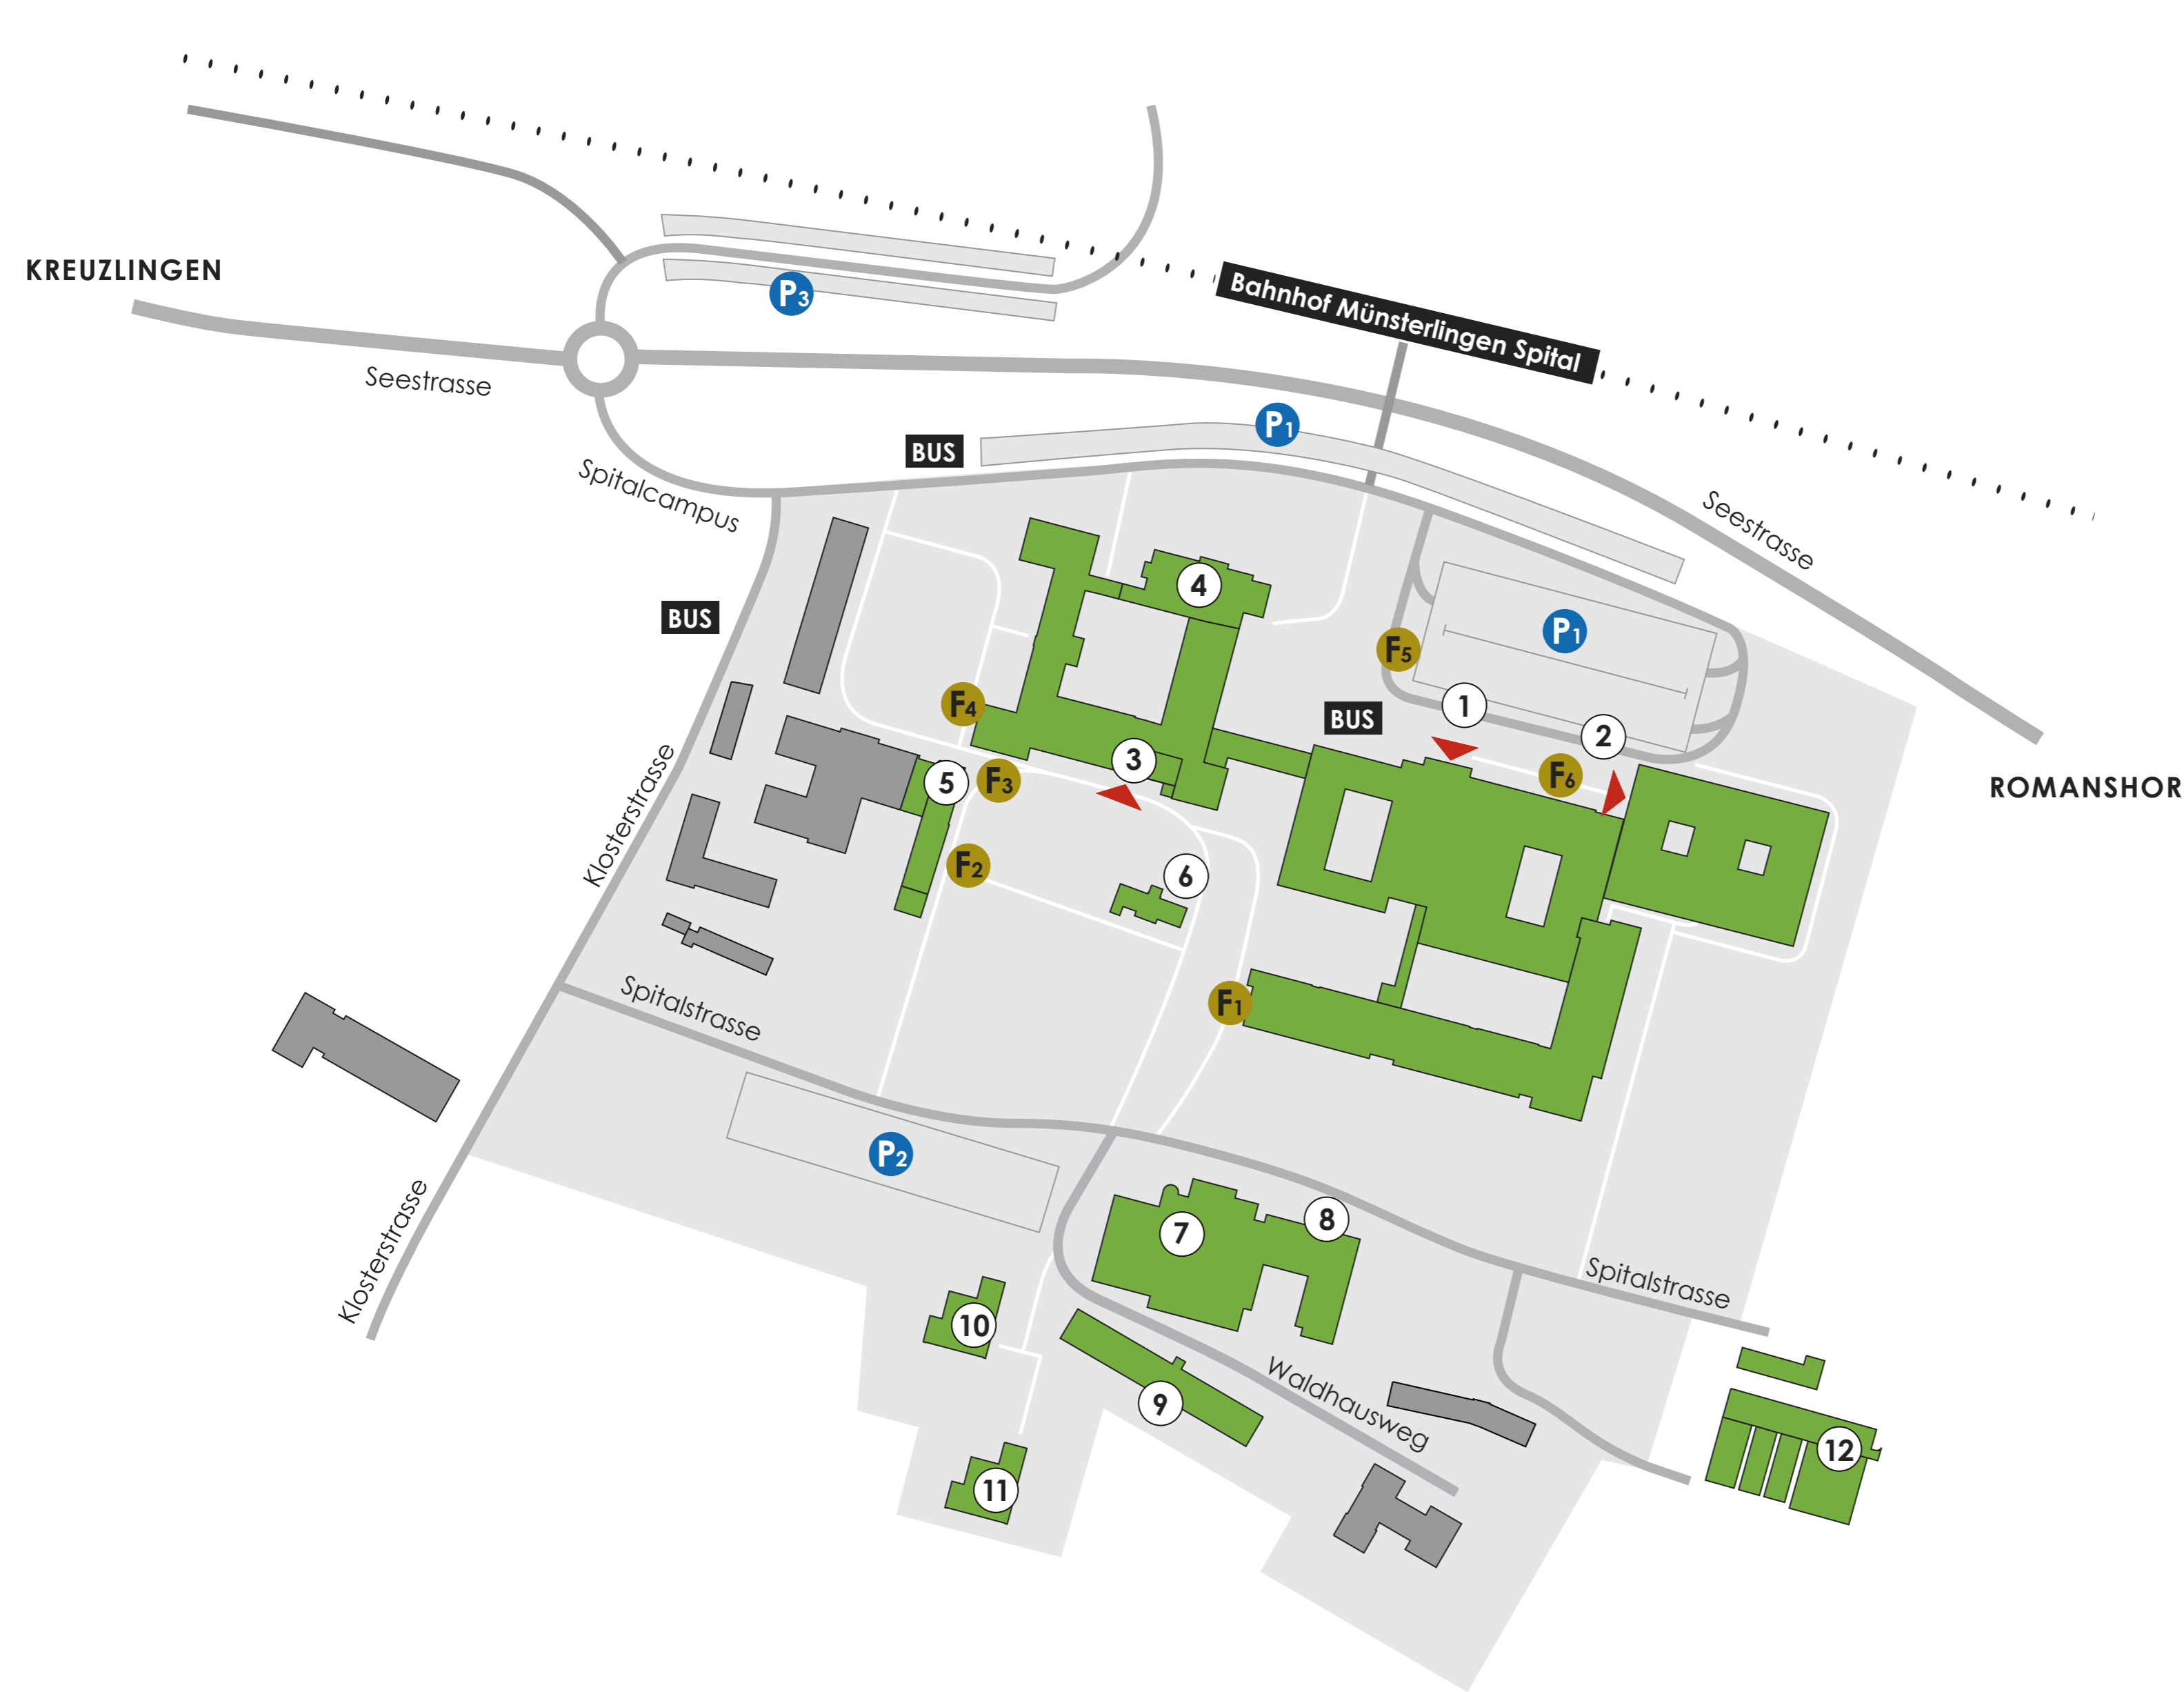 KREUZLINGEN
P3
Bahnhof Münsterlingen Spital
Seestrasse
P1
BUS
Spitalcampus
Seestrasse
4
BUS
P1
F5
F4
1
BUS
2
3
5
F3
F6
ROMANSHOR
Klosterstrasse
F2
6
Spitalstrasse
F1
P2
7
8
Klosterstrasse
Spitalstrasse
10
9
Waldhausweg
12
11